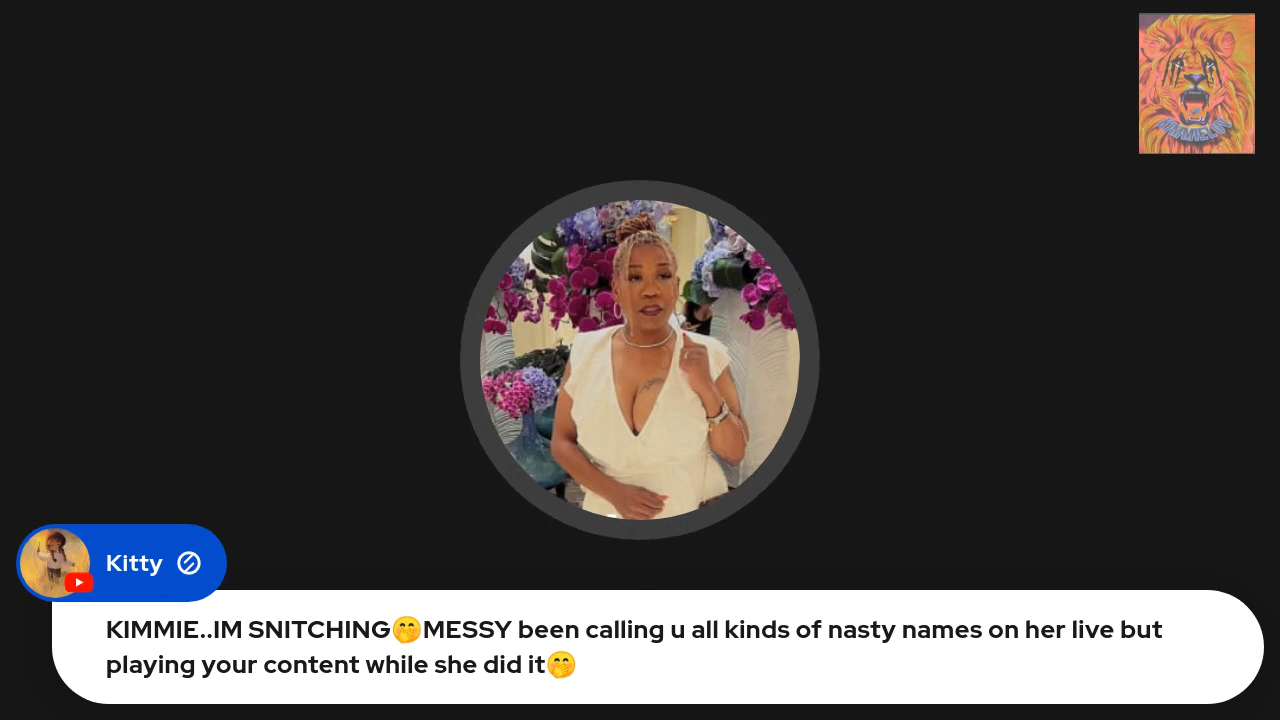 Kitty
KIMMIE..IM SNITCHING🤭MESSY been calling u all kinds of nasty names on her live but
playing your content while she did it🤭